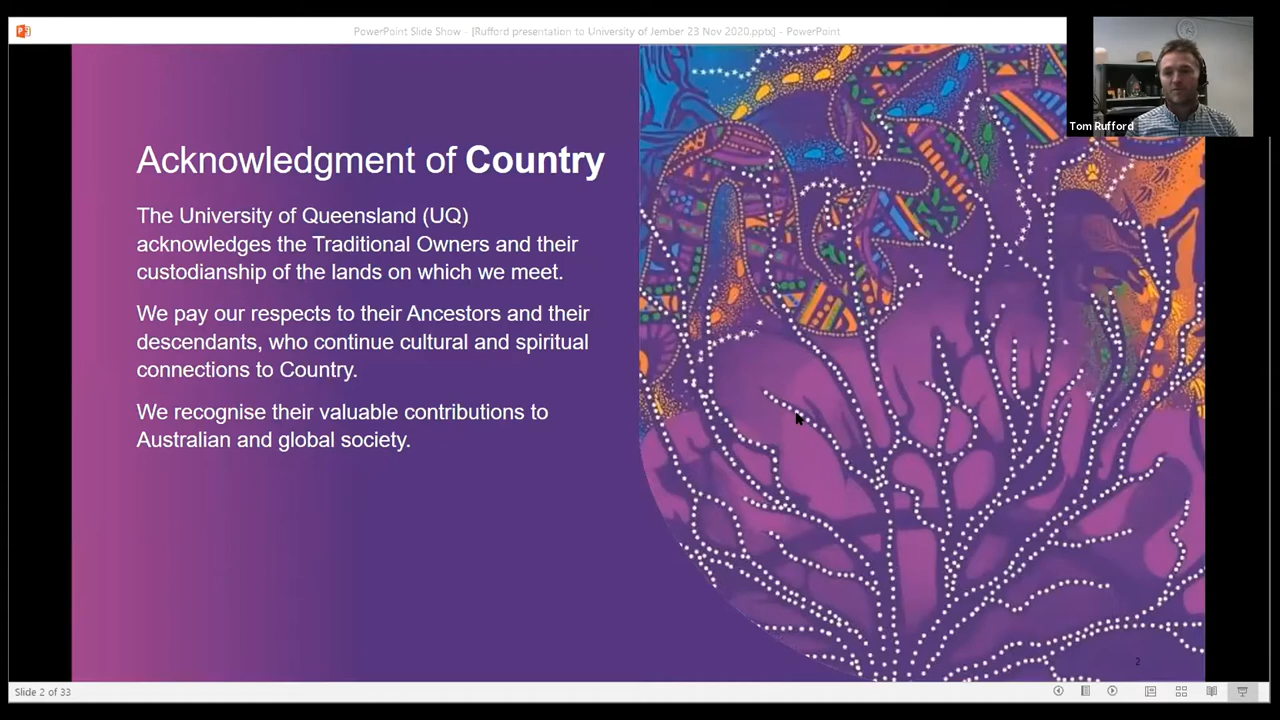 PowerPoint Slide Show - [Rufford presentation to University of Jember 23 Nov 2020.pptx] - PowerPoint
Tom Rufford
Acknowledgment of Country
The University of Queensland (UQ)
acknowledges the Traditional Owners and their
custodianship of the lands on which we meet.
We pay our respects to their Ancestors and their
descendants, who continue cultural and spiritual
connections to Country.
We recognise their valuable contributions to
Australian and global society.
2
Slide 2 of 33